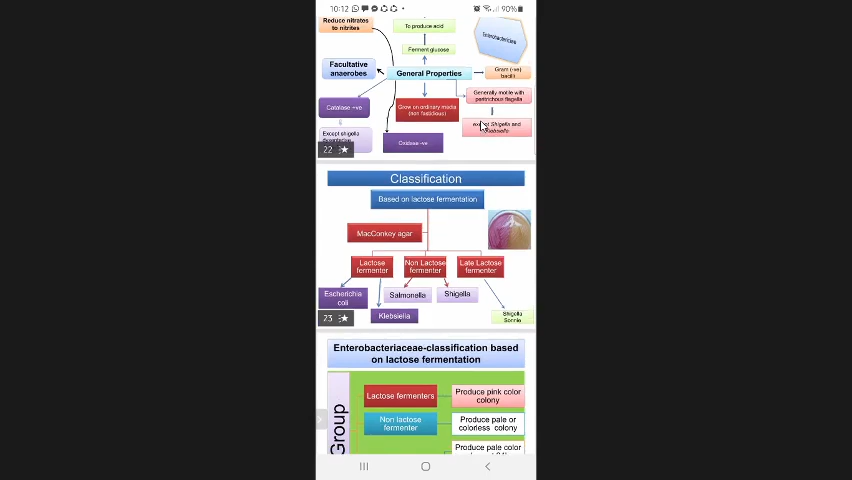 10:12
90%
Reduce nitrates
to nitrites
To produce acid
Enterobactericiae
Ferment glucose
Facultative
anaerobes
General Properties
Gram (-ve)
bacilli
Generally motile with
peritrichous flagella
Catalase +ve
Grow on ordinary media
(non fastidious)
except Shigella and
Klebsiella
Except shigella
Oxidase -ve
22
Classification
Based on lactose fermentation
MacConkey agar
Lactose
fermenter
Non Lactose
fermenter
Late Lactose
fermenter
Escherichia
coli
Salmonella
Shigella
Klebsiella
Shigella
Sonnie
23
Enterobacteriaceae-classification based
on lactose fermentation
Group
Lactose fermenters
Produce pink color
colony
Non lactose
fermenter
Produce pale or
colorless colony
Produce pale color